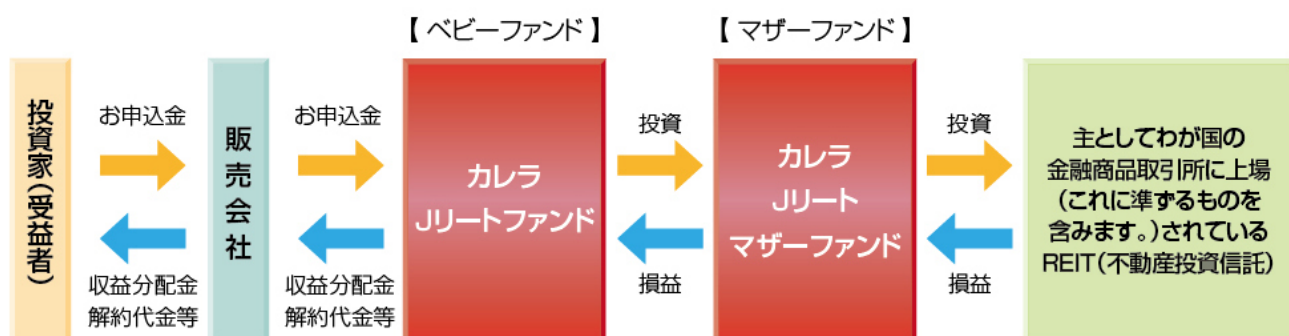 【 ベビーファンド 】
【 マザーファンド 】
投資家(受益者)
お申込金
収益分配金
解約代金等
販売会社
お申込金
収益分配金
解約代金等
カレラ
Jリートファンド
投資
損益
カレラ
Jリート
マザーファンド
投資
損益
主としてわが国の
金融商品取引所に上場
(これに準ずるものを
含みます。)されている
REIT(不動産投資信託)